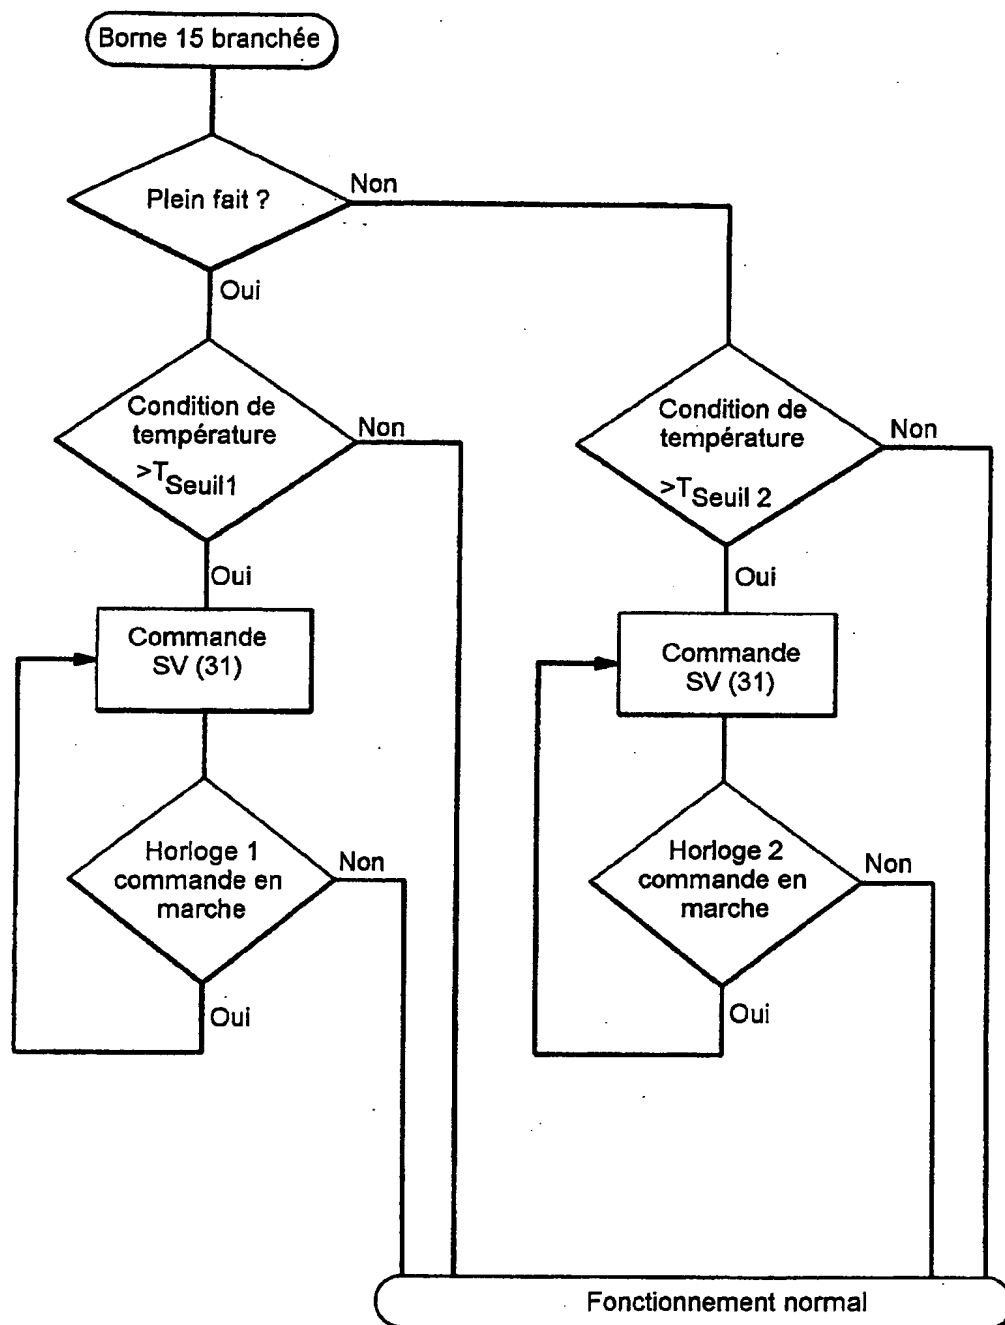 Borne 15 branchée
Plein fait ?
Non
Oui
Condition de
température
>TSeuil1
Non
Oui
Commande
SV (31)
Horloge 1
commande en
marche
Non
Oui
Condition de
température
>TSeuil 2
Non
Oui
Commande
SV (31)
Horloge 2
commande en
marche
Non
Oui
Fonctionnement normal